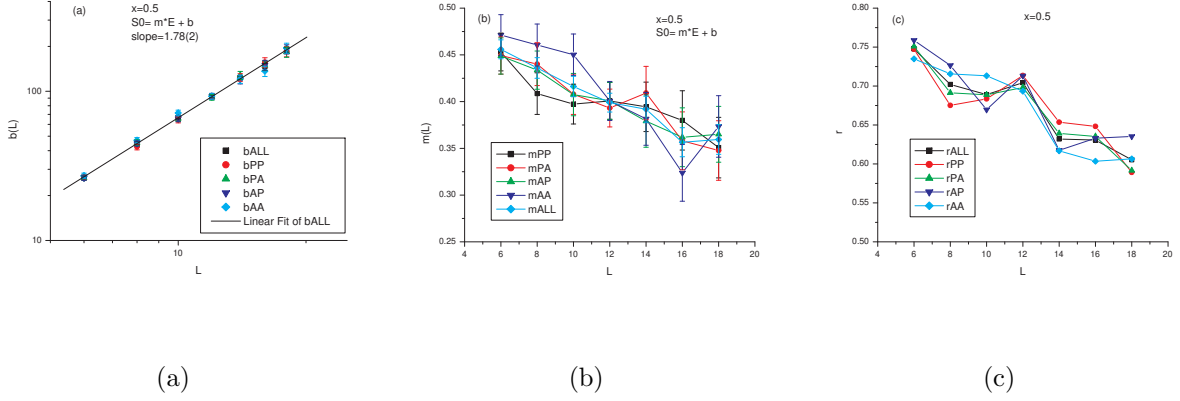 (a)
x=0.5
S0= m*E + b
slope=1.78(2)
100
10
b(L)
bALL
bPP
bPA
bAP
bAA
Linear Fit of bALL
10
L
(b)
x=0.5
S0= m*E + b
0.45
0.40
0.35
0.30
0.25
m(L)
mPP
mPA
mAP
mAA
mALL
4 6 8 10 12 14 16 18 20
L
(c)
x=0.5
0.80
0.75
0.70
0.65
0.60
0.55
0.50
r
rALL
rPP
rPA
rAP
rAA
4 6 8 10 12 14 16 18 20
L
(a) (b) (c)